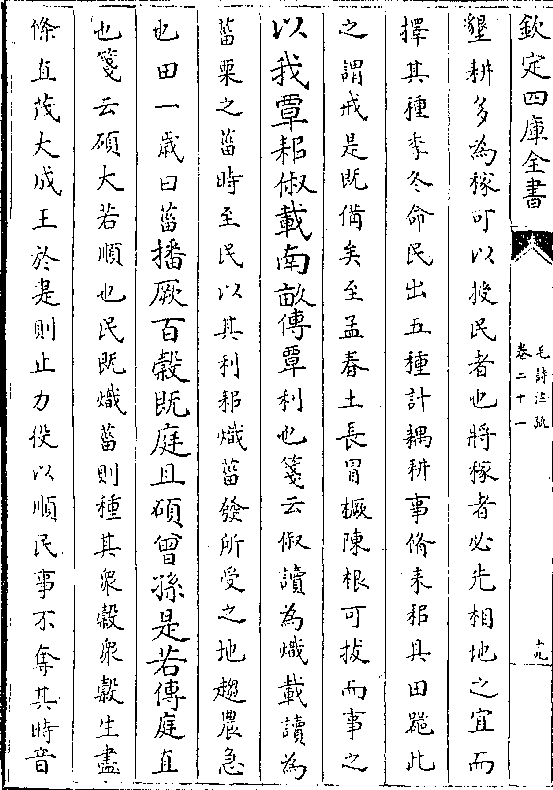 欽定四庫全書
毛詩注疏
卷二十一
十九
墾耕多為稼可以授民者也將稼者必先相地之宜而
擇其種季冬命民出五種計耦耕事脩耒耜具田器此
之謂戒是既備矣至孟春土長冒橛陳根可拔而事之
以我覃耜俶載南畝傳覃利也箋云俶讀為熾載讀為
菑栗之菑時至民以其利耜熾菑發所受之地趨農急
也田一歲曰菑播厥百穀既庭且碩曾孫是若傳庭直
也箋云碩大若順也民既熾菑則種其衆穀衆穀生盡
條直茂大成王於是則止力役以順民事不奪其時音